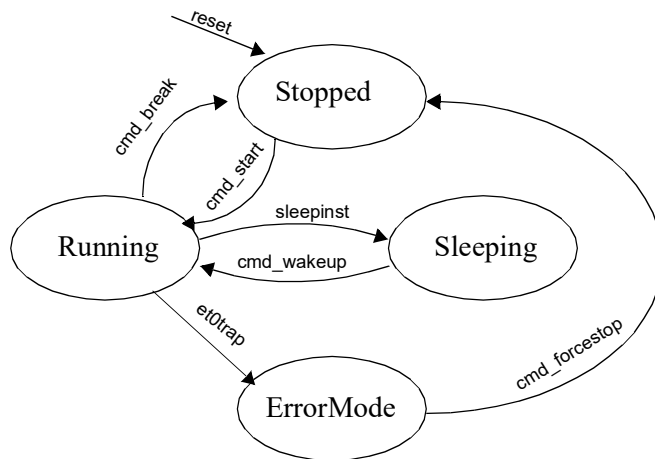 reset
Stopped
cmd_break
cmd_start
sleepinst
Running
Sleeping
cmd_wakeup
et0trap
cmd_forcestop
ErrorMode